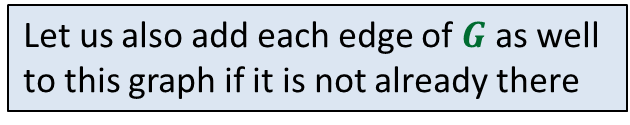 Let us also add each edge of G as well
to this graph if it is not already there